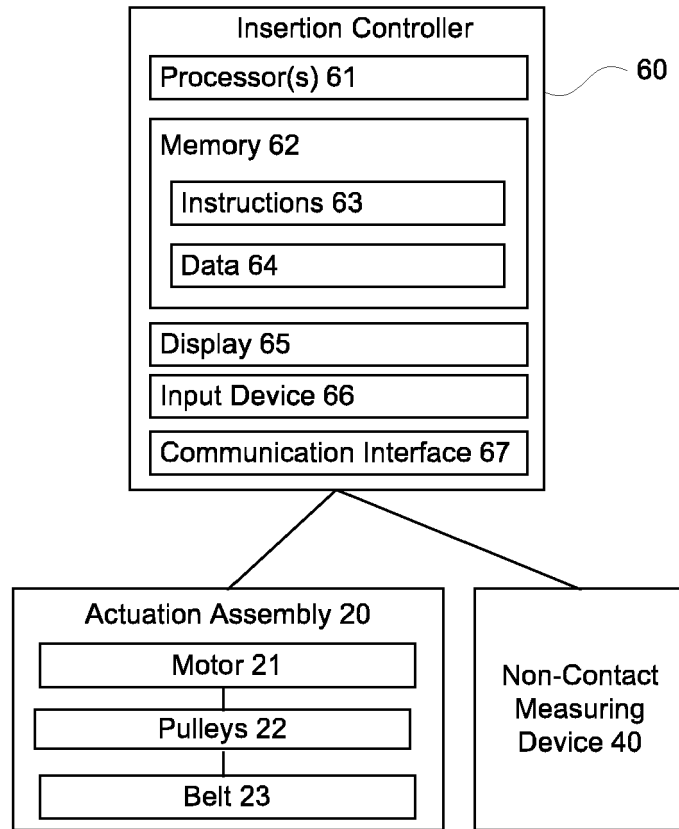 Insertion Controller
Processor(s) 61
60
Memory 62
Instructions 63
Data 64
Display 65
Input Device 66
Communication Interface 67
Actuation Assembly 20
Motor 21
Pulleys 22
Belt 23
Non-Contact
Measuring
Device 40